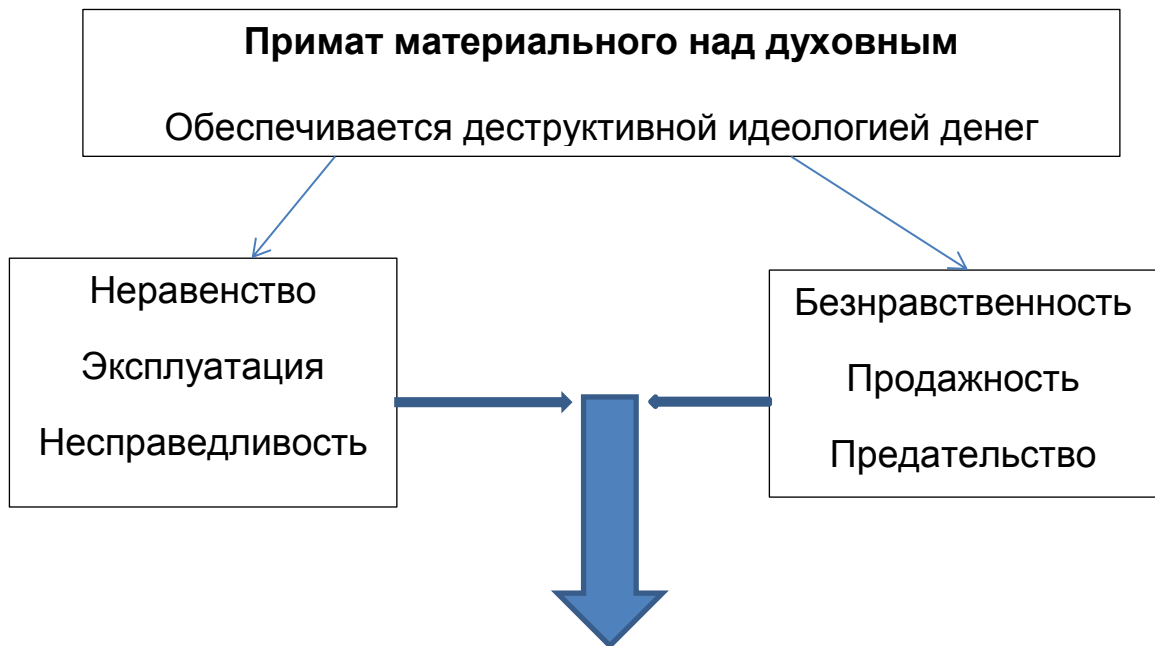 Примат материального над духовным
Обеспечивается деструктивной идеологией денег
Неравенство
Эксплуатация
Несправедливость
Безнравственность
Продажность
Предательство